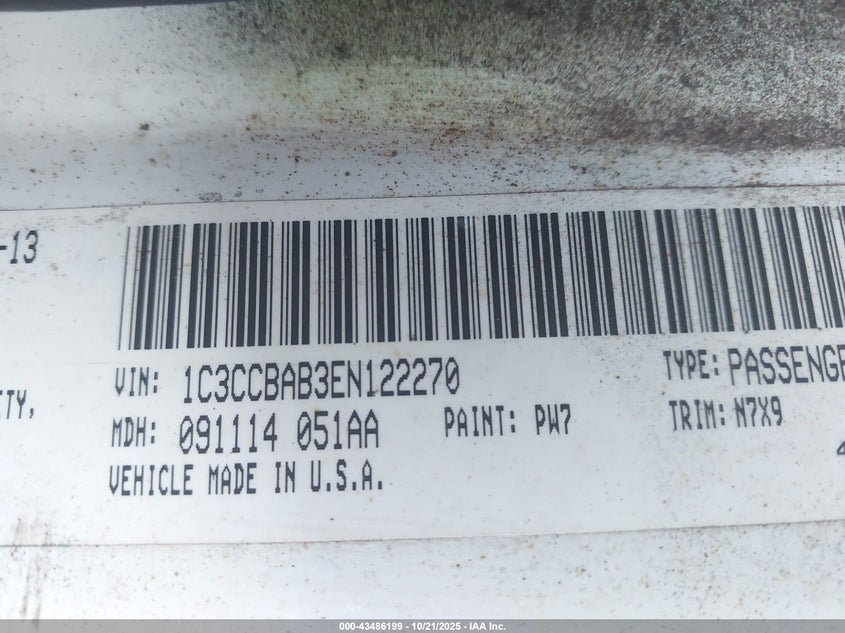 -13
VIN: 1C3CCBAB3EN122270 TYPE: PASSENGE
ITY,
MDH: 091114 051AA PAINT: PW7 TRIM: N7X9
VEHICLE MADE IN U.S.A.
000-43486199 - 10/21/2025 - IAA Inc.